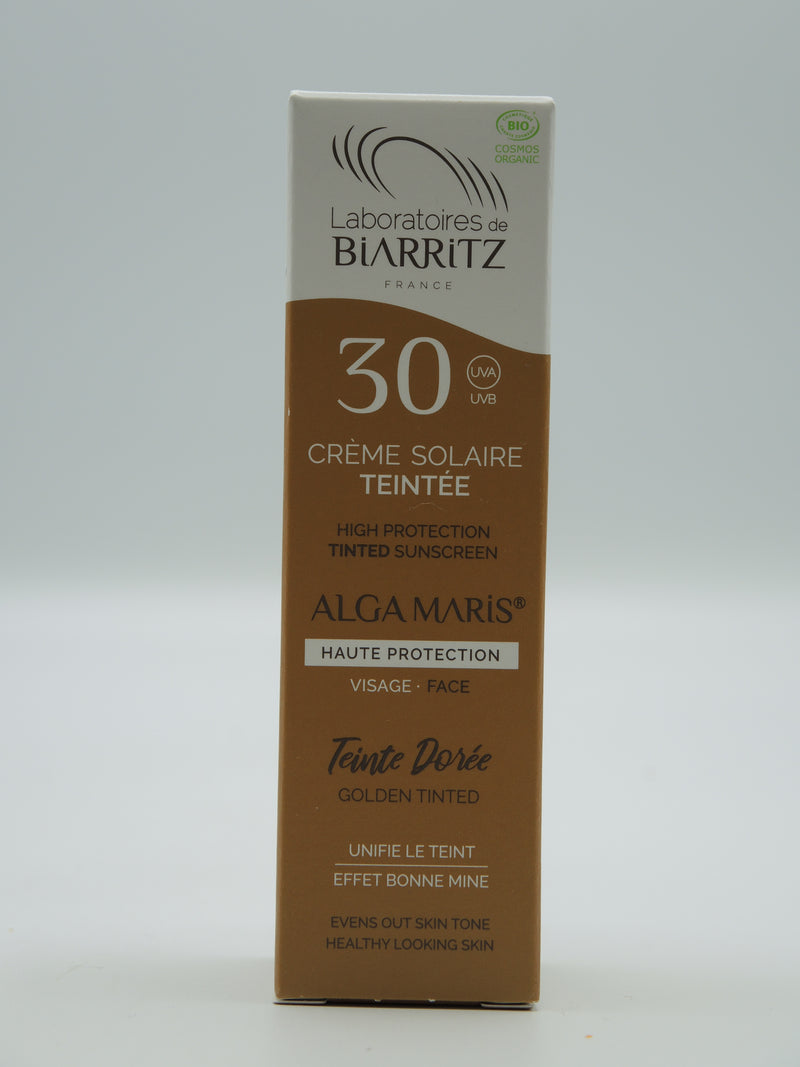 BIO
COSMOS
ORGANIC
Laboratoires de
BiARRiTZ
FRANCE
30
UVA
UVB
CRÈME SOLAIRE
TEINTÉE
HIGH PROTECTION
TINTED SUNSCREEN
ALGA MARiS®
HAUTE PROTECTION
VISAGE · FACE
Teinte Dorée
GOLDEN TINTED
UNIFIE LE TEINT
EFFET BONNE MINE
EVENS OUT SKIN TONE
HEALTHY LOOKING SKIN